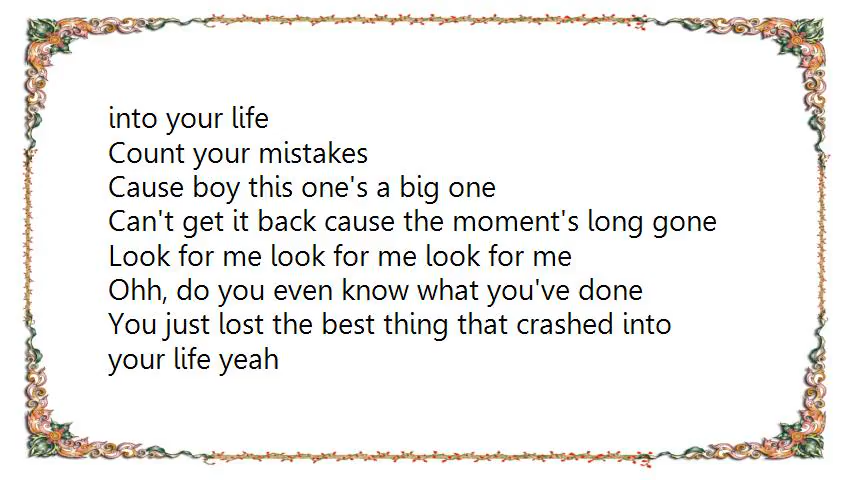 into your life
Count your mistakes
Cause boy this one's a big one
Can't get it back cause the moment's long gone
Look for me look for me look for me
Ohh, do you even know what you've done
You just lost the best thing that crashed into
your life yeah